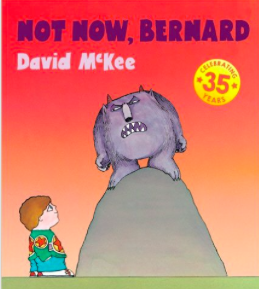 NOT NOW, BERNARD
David McKee
CELEBRATING
35
YEARS